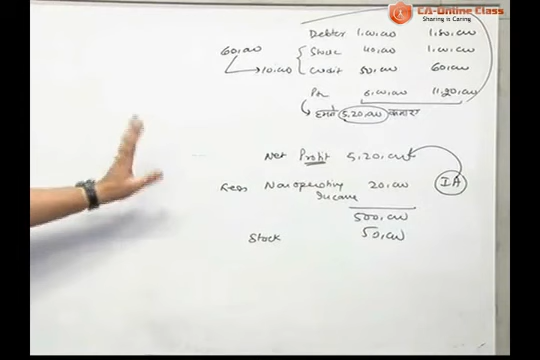 CA-Online Class
Sharing is Caring
Debtor 1,00,000 1,80,000
60,000 Stock 40,000 1,00,000
10,000 Credit 50,000 60,000
6,00,000 11,20,000
5,20,000
Net Profit 5,20,000
Less Non operating Income 20,000 IA
500,000
Stock 50,000